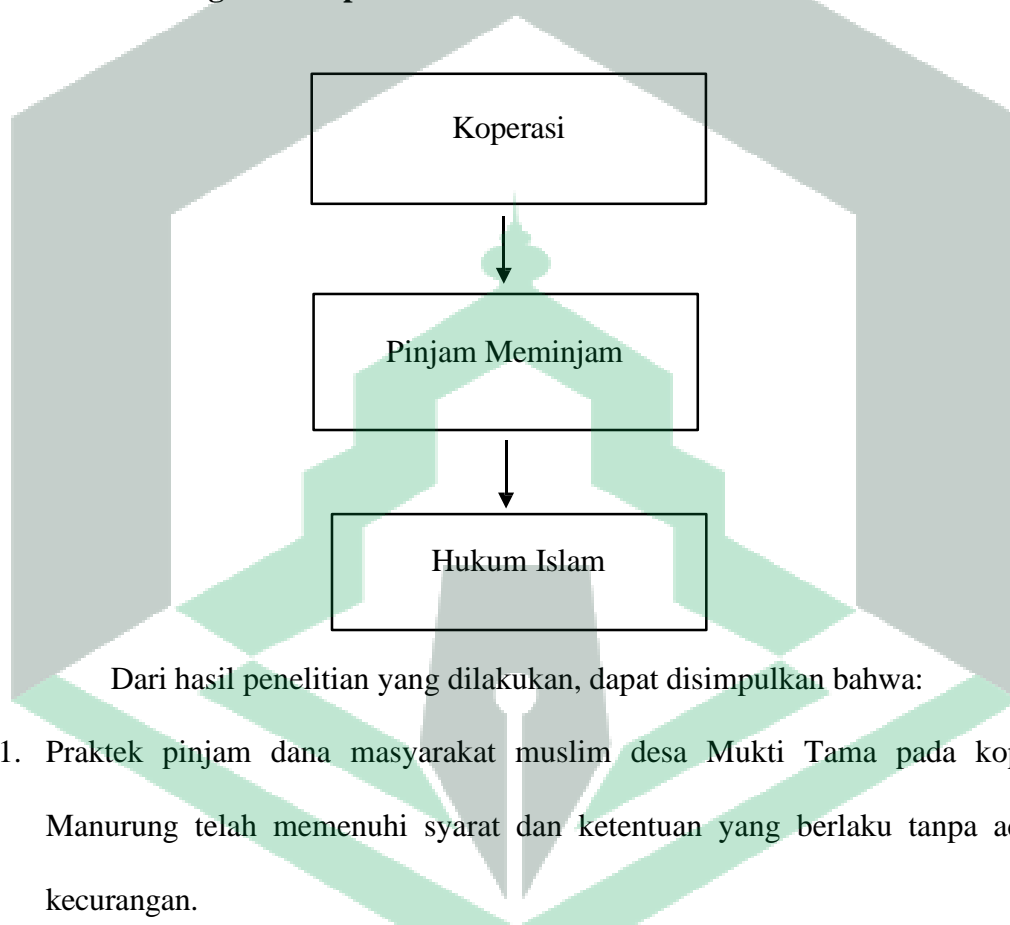 Koperasi
Pinjam Meminjam
Hukum Islam
Dari hasil penelitian yang dilakukan, dapat disimpulkan bahwa:
1. Praktek pinjam dana masyarakat muslim desa Mukti Tama pada
Manurung telah memenuhi syarat dan ketentuan yang berlaku tanpa
kecurangan.